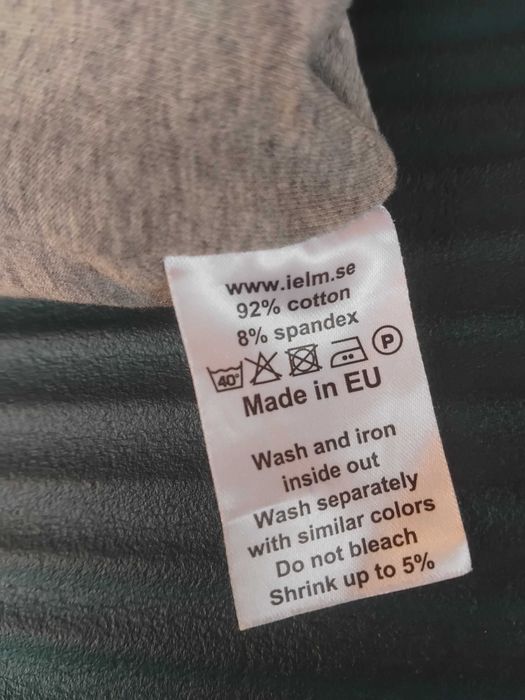 www.ielm.se
92% cotton
8% spandex
40° P
Made in EU
Wash and iron
inside out
Wash separately
with similar colors
Do not bleach
Shrink up to 5%